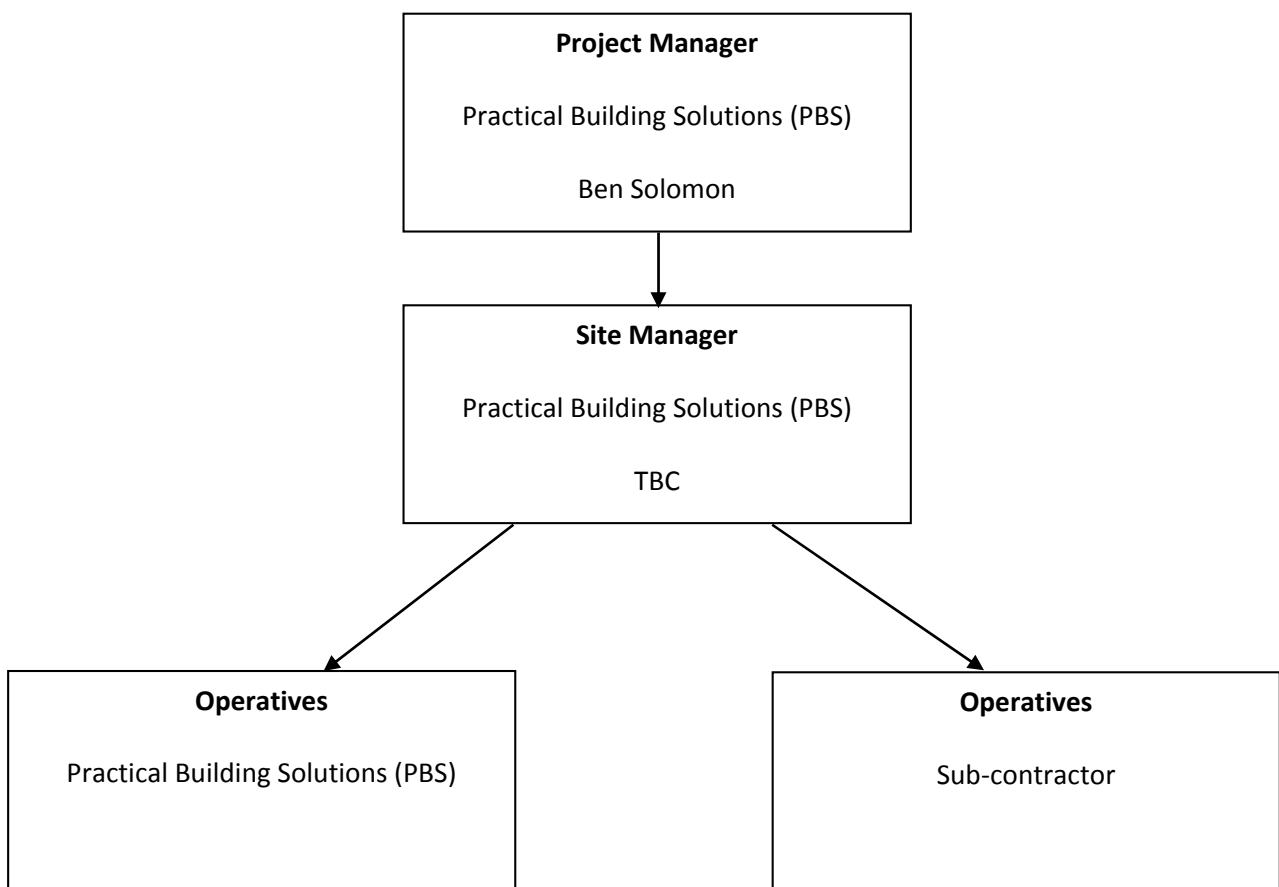 Project Manager
Practical Building Solutions (PBS)
Ben Solomon
Site Manager
Practical Building Solutions (PBS)
TBC
Operatives
Practical Building Solutions (PBS)
Operatives
Sub-contractor